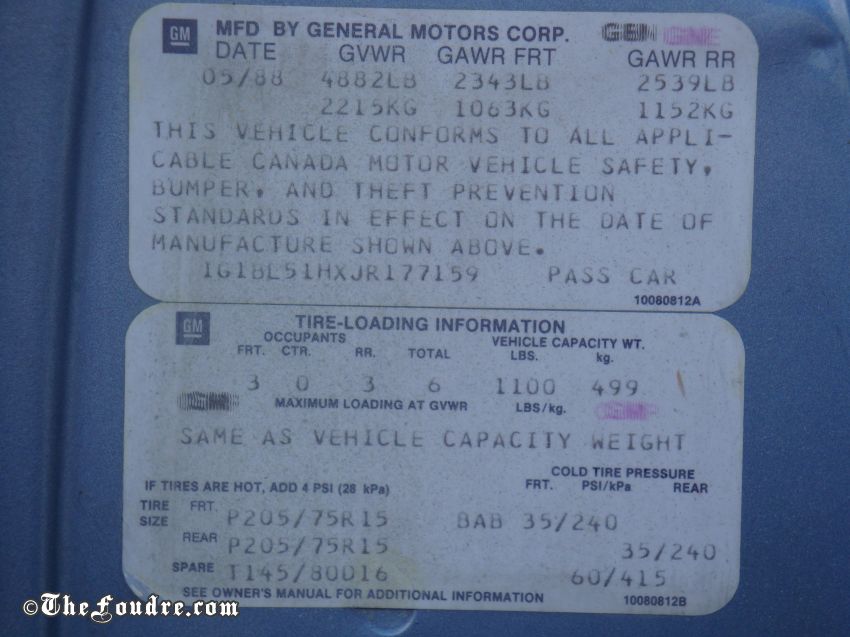 GM MFD BY GENERAL MOTORS CORP.
DATE GVWR GAWR FRT GAWR RR
05/88 4882LB 2343LB 2539LB
2215KG 1063KG 1152KG
THIS VEHICLE CONFORMS TO ALL APPLI-
CABLE CANADA MOTOR VEHICLE SAFETY,
BUMPER, AND THEFT PREVENTION
STANDARDS IN EFFECT ON THE DATE OF
MANUFACTURE SHOWN ABOVE.
1G1BL51HXJR177159 PASS CAR
10080812A
GM TIRE-LOADING INFORMATION
OCCUPANTS VEHICLE CAPACITY WT.
FRT. CTR. RR. TOTAL LBS. kg.
3 0 3 6 1100 499
MAXIMUM LOADING AT GVWR LBS/kg.
SAME AS VEHICLE CAPACITY WEIGHT
COLD TIRE PRESSURE
IF TIRES ARE HOT, ADD 4 PSI (28 kPa) FRT. PSI/kPa REAR
TIRE SIZE FRT. P205/75R15 BAB 35/240
REAR P205/75R15 35/240
SPARE T145/80D16 60/415
SEE OWNER'S MANUAL FOR ADDITIONAL INFORMATION 10080812B
©TheFoudre.com